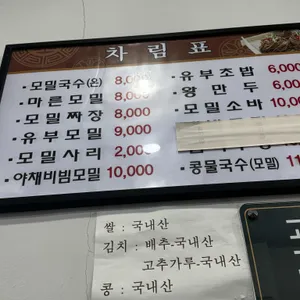 차림표
· 모밀국수(온) 8,000
· 마른모밀 8,000
· 모밀짜장 8,000
· 유부모밀 9,000
· 모밀사리 2,000
· 야채비빔모밀 10,000
· 유부초밥 6,000
· 왕만두 6,000
· 모밀소바 10,000
· 콩물국수(모밀)
쌀 : 국내산
김치 : 배추-국내산
고추가루-국내산
콩 : 국내산